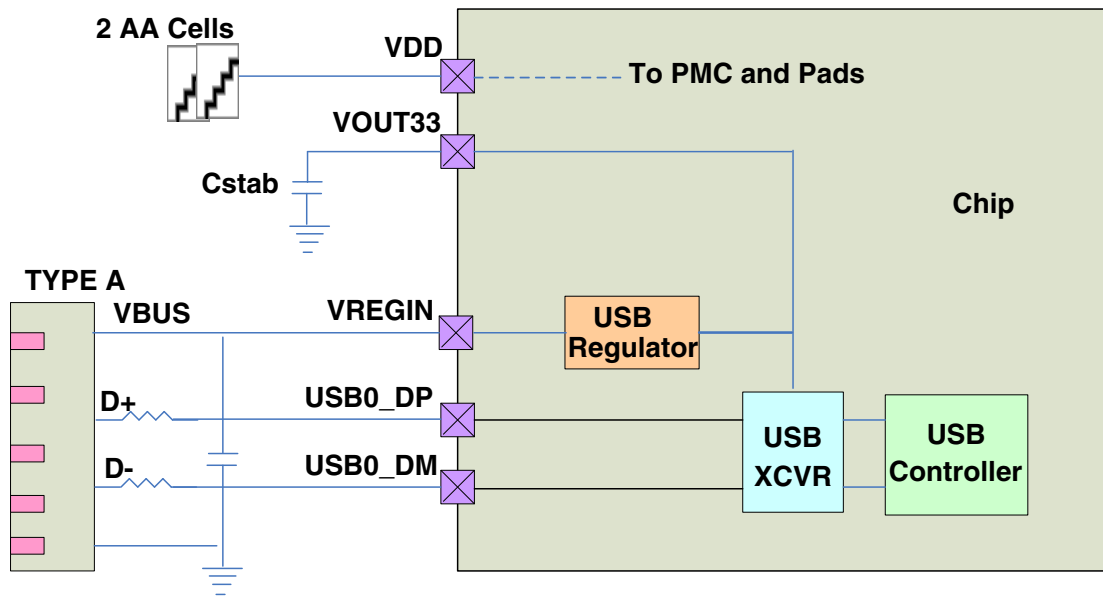 2 AA Cells
VDD
To PMC and Pads
VOUT33
Cstab
Chip
TYPE A
VBUS
VREGIN
USB
Regulator
D+
USB0_DP
D-
USB0_DM
USB
XCVR
USB
Controller